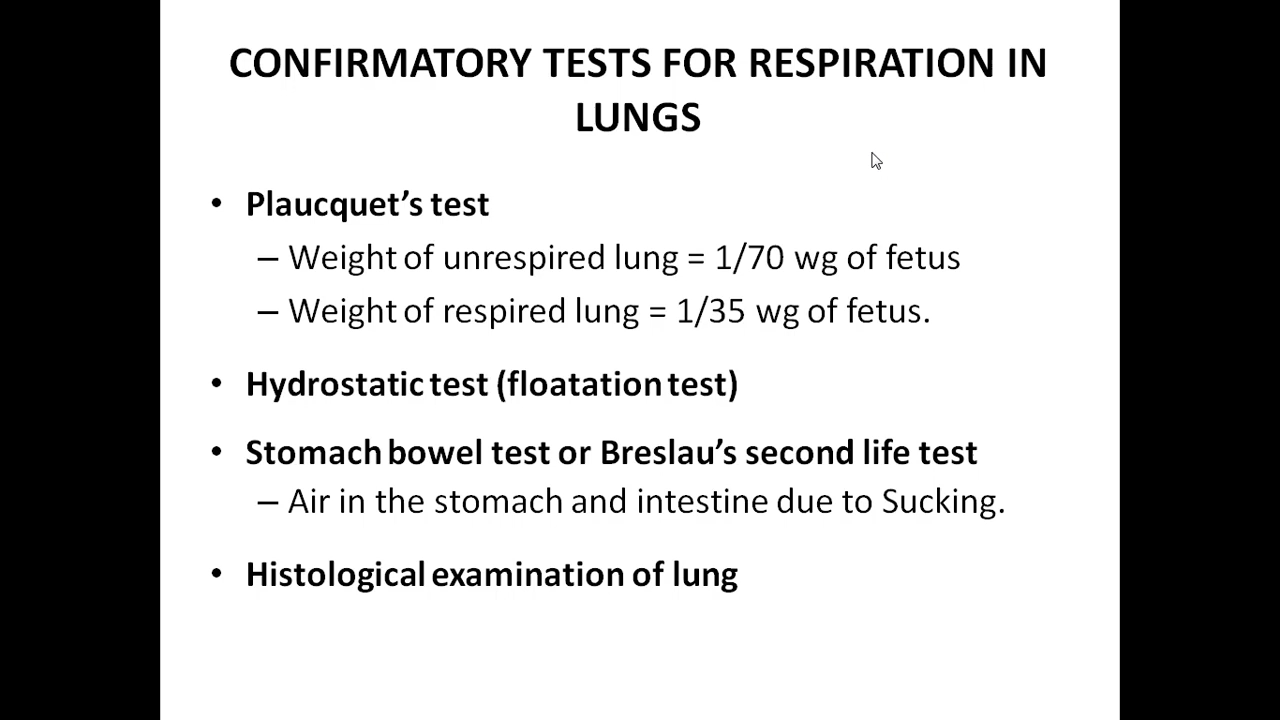 CONFIRMATORY TESTS FOR RESPIRATION IN
LUNGS
• Plaucquet’s test
– Weight of unrespired lung = 1/70 wg of fetus
– Weight of respired lung = 1/35 wg of fetus.
• Hydrostatic test (floatation test)
• Stomach bowel test or Breslau’s second life test
– Air in the stomach and intestine due to Sucking.
• Histological examination of lung